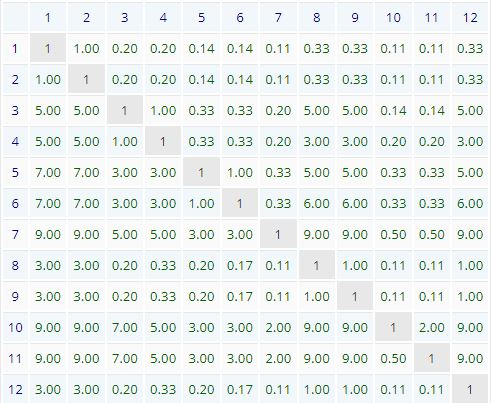 1 2 3 4 5 6 7 8 9 10 11 12
1 1 1.00 0.20 0.20 0.14 0.14 0.11 0.33 0.33 0.11 0.11 0.33
2 1.00 1 0.20 0.20 0.14 0.14 0.11 0.33 0.33 0.11 0.11 0.33
3 5.00 5.00 1 1.00 0.33 0.33 0.20 5.00 5.00 0.14 0.14 5.00
4 5.00 5.00 1.00 1 0.33 0.33 0.20 3.00 3.00 0.20 0.20 3.00
5 7.00 7.00 3.00 3.00 1 1.00 0.33 5.00 5.00 0.33 0.33 5.00
6 7.00 7.00 3.00 3.00 1.00 1 0.33 6.00 6.00 0.33 0.33 6.00
7 9.00 9.00 5.00 5.00 3.00 3.00 1 9.00 9.00 0.50 0.50 9.00
8 3.00 3.00 0.20 0.33 0.20 0.17 0.11 1 1.00 0.11 0.11 1.00
9 3.00 3.00 0.20 0.33 0.20 0.17 0.11 1.00 1 0.11 0.11 1.00
10 9.00 9.00 7.00 5.00 3.00 3.00 2.00 9.00 9.00 1 2.00 9.00
11 9.00 9.00 7.00 5.00 3.00 3.00 2.00 9.00 9.00 0.50 1 9.00
12 3.00 3.00 0.20 0.33 0.20 0.17 0.11 1.00 1.00 0.11 0.11 1